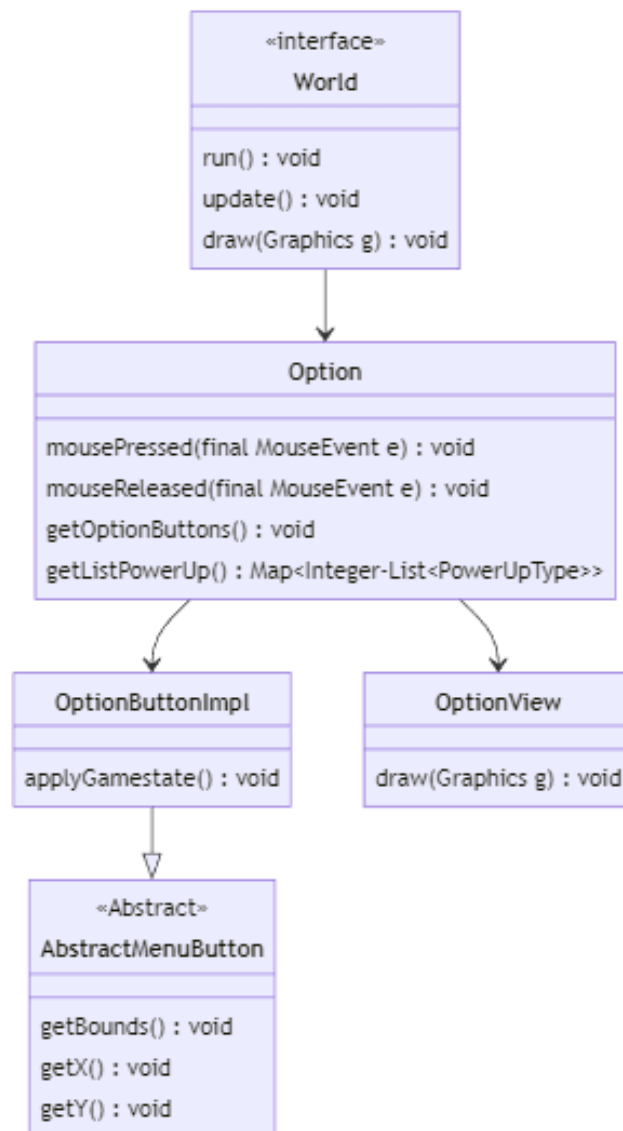 «interface»
World
run() : void
update() : void
draw(Graphics g) : void
Option
mousePressed(final MouseEvent e) : void
mouseReleased(final MouseEvent e) : void
getOptionButtons() : void
getListPowerUp() : Map<Integer-List<PowerUpType>>
OptionButtonImpl
applyGamestate() : void
OptionView
draw(Graphics g) : void
«Abstract»
AbstractMenuButton
getBounds() : void
getX() : void
getY() : void